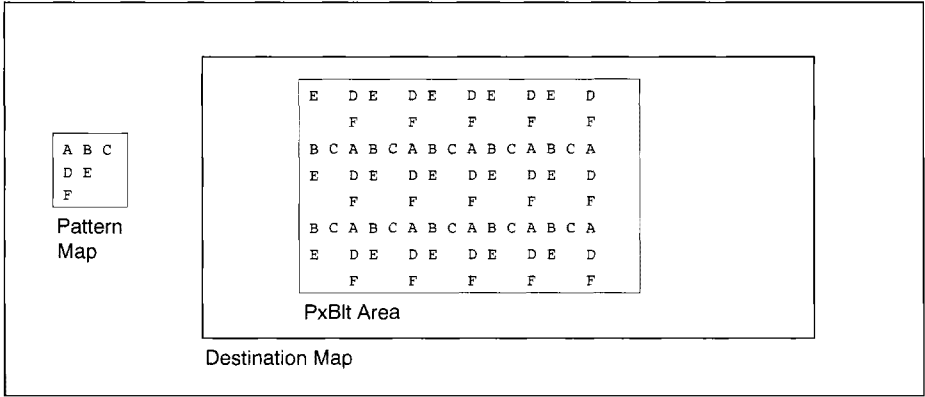 E D E D E D E D E D
F F F F F
B C A B C A B C A B C A B C A
E D E D E D E D E D
F F F F F
B C A B C A B C A B C A B C A
E D E D E D E D E D
F F F F F
PxBlt Area
A B C
D E
F
Pattern
Map
Destination Map